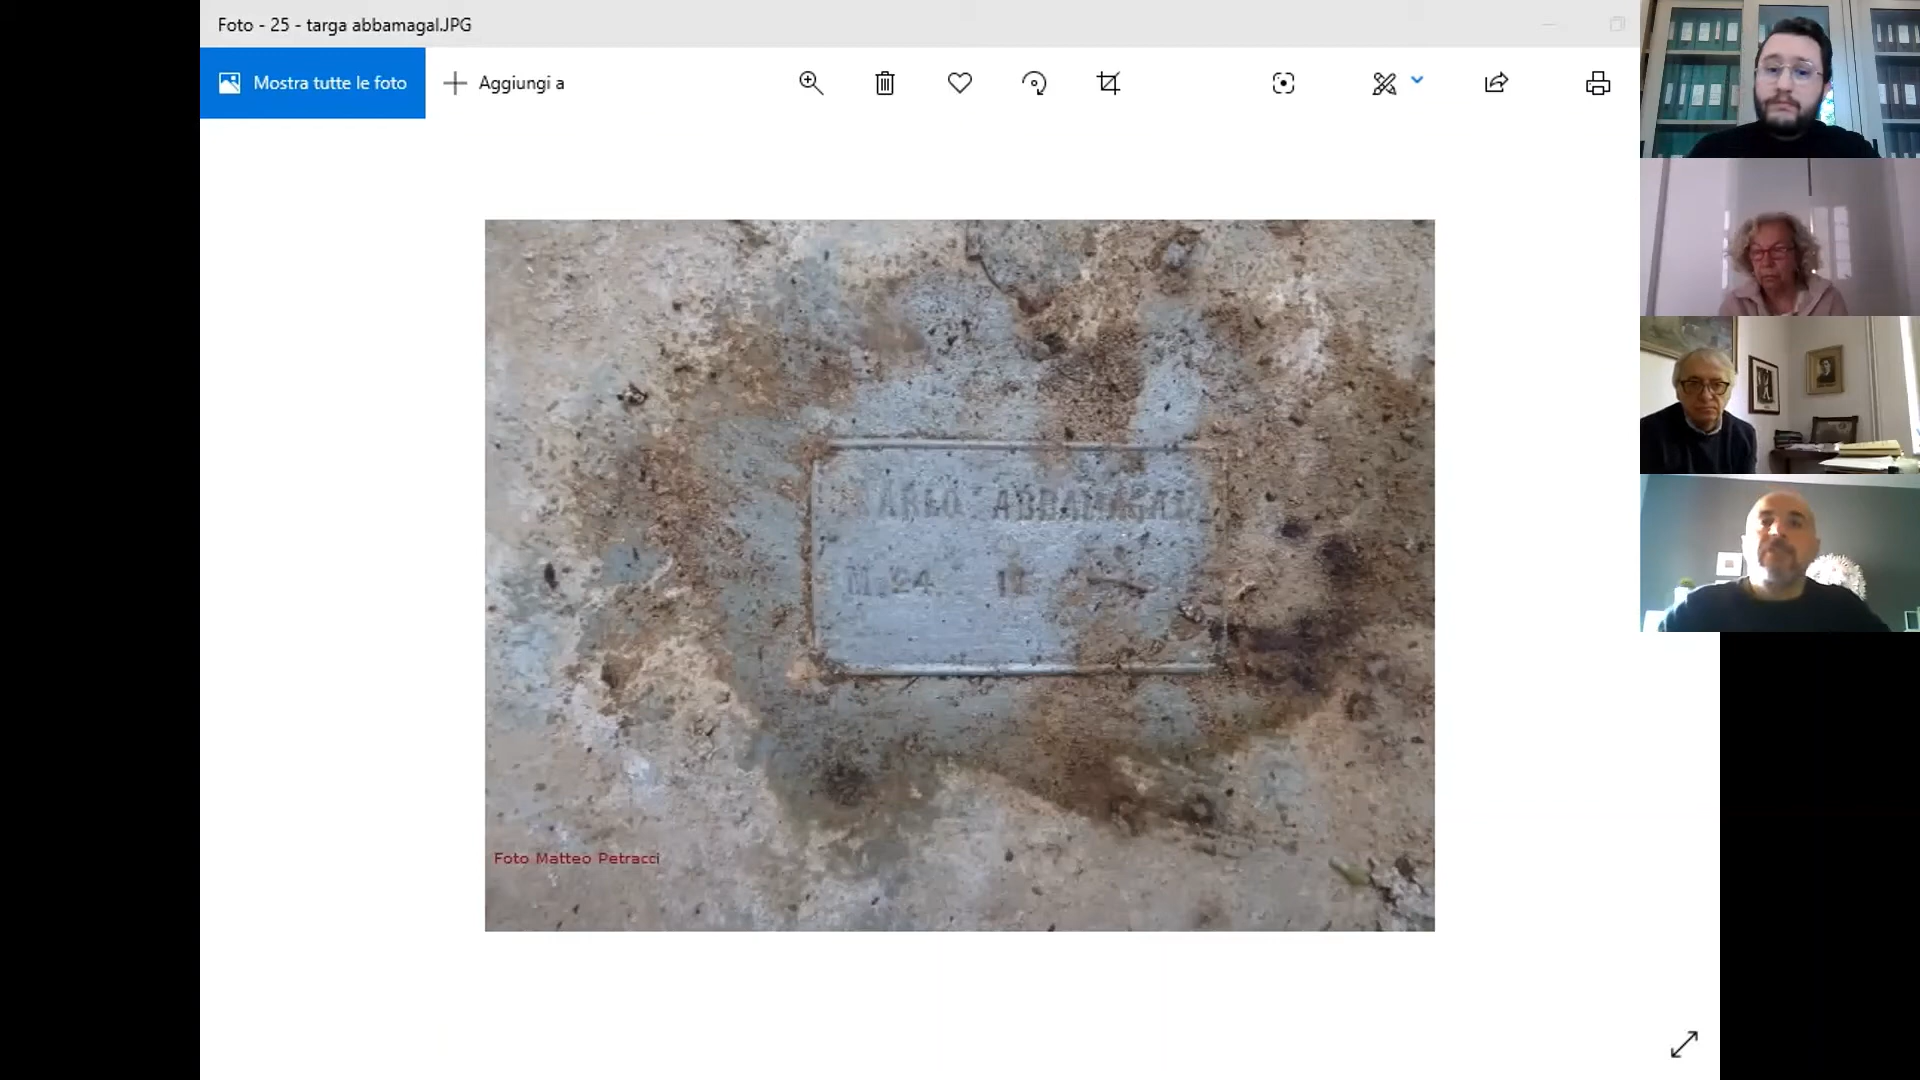 Foto - 25 - targa abbamagal.JPG
Mostra tutte le foto
Aggiungi a
ABBAMAGAL
M.24
Foto Matteo Petracci